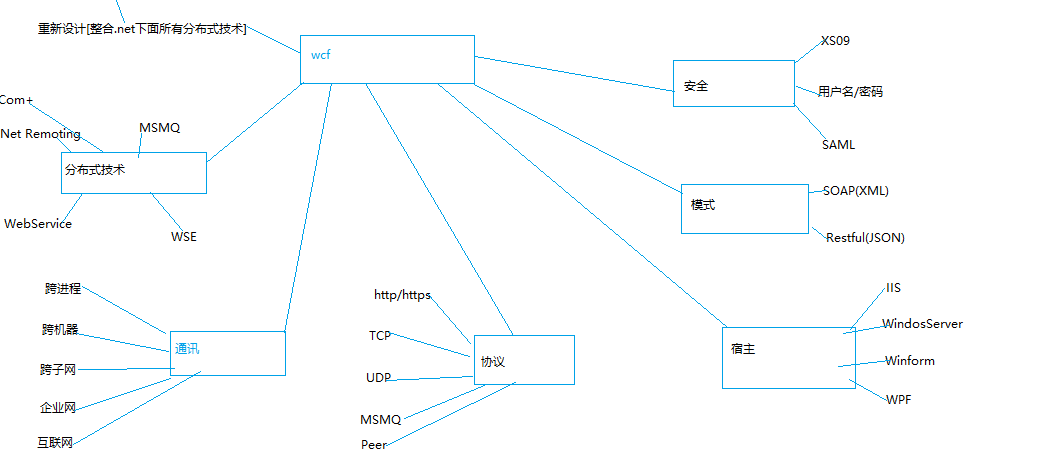 重新设计[整合.net下面所有分布式技术]
wcf
XS09
安全
用户名/密码
SAML
Com+
Net Remoting
MSMQ
分布式技术
WebService
WSE
模式
SOAP(XML)
Restful(JSON)
跨进程
跨机器
通讯
跨子网
企业网
互联网
http/https
TCP
协议
UDP
MSMQ
Peer
IIS
WindosServer
宿主
Winform
WPF